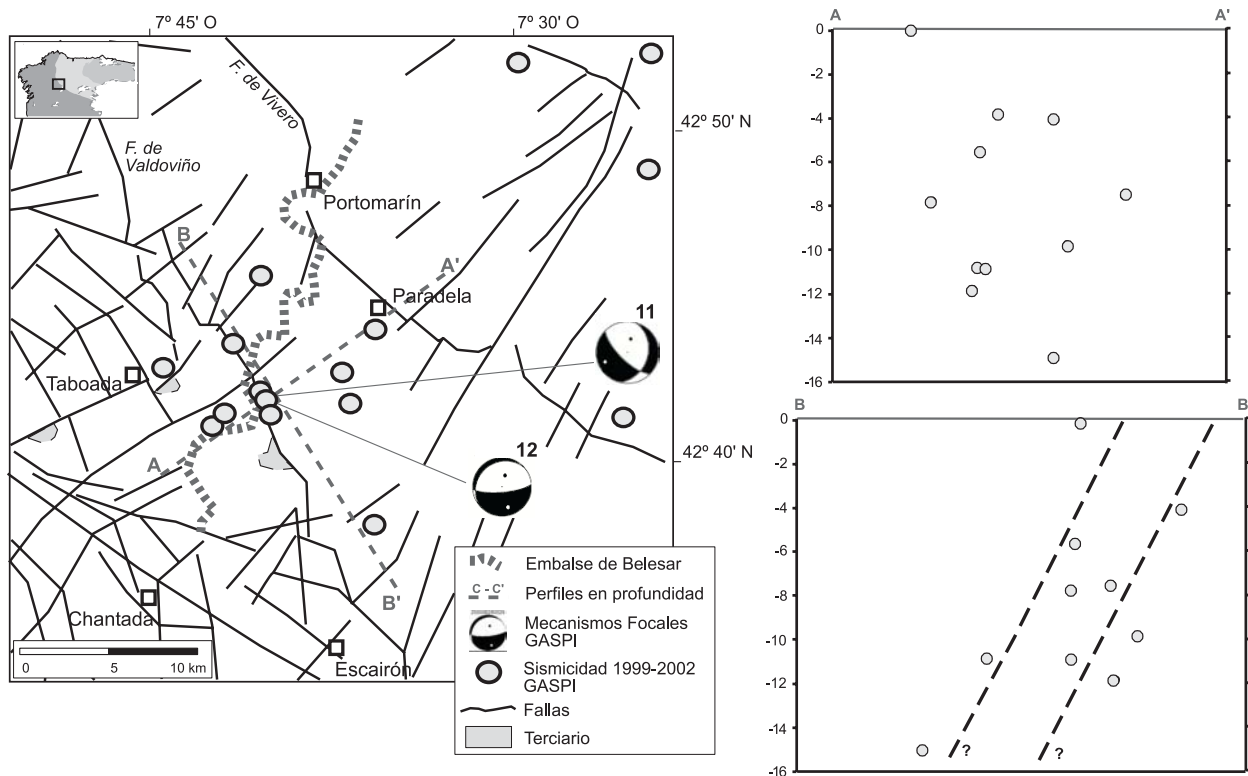 7º 45' O
7º 30' O
F. de Vivero
F. de
Valdoviño
42º 50' N
Portomarín
B
A'
Paradela
11
Taboada
12
A
42º 40' N
B'
Chantada
Escairón
0 5 10 km
Embalse de Belesar
C - C'
Perfiles en profundidad
Mecanismos Focales
GASPI
Sismicidad 1999-2002
GASPI
Fallas
Terciario
A A'
0
-2
-4
-6
-8
-10
-12
-14
-16
B B'
0
-2
-4
-6
-8
-10
-12
-14
-16
? ?